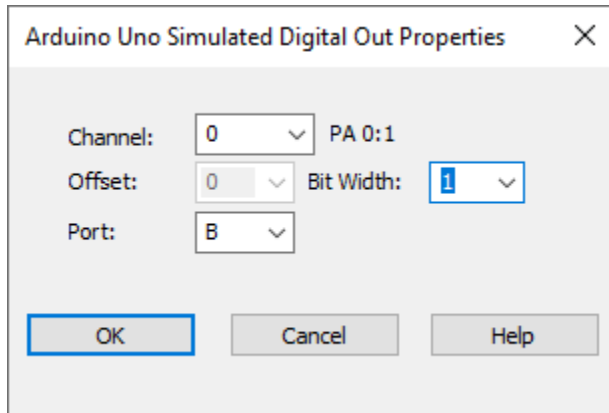 Arduino Uno Simulated Digital Out Properties
Channel: 0 PA 0:1
Offset: 0 Bit Width: 1
Port: B
OK Cancel Help